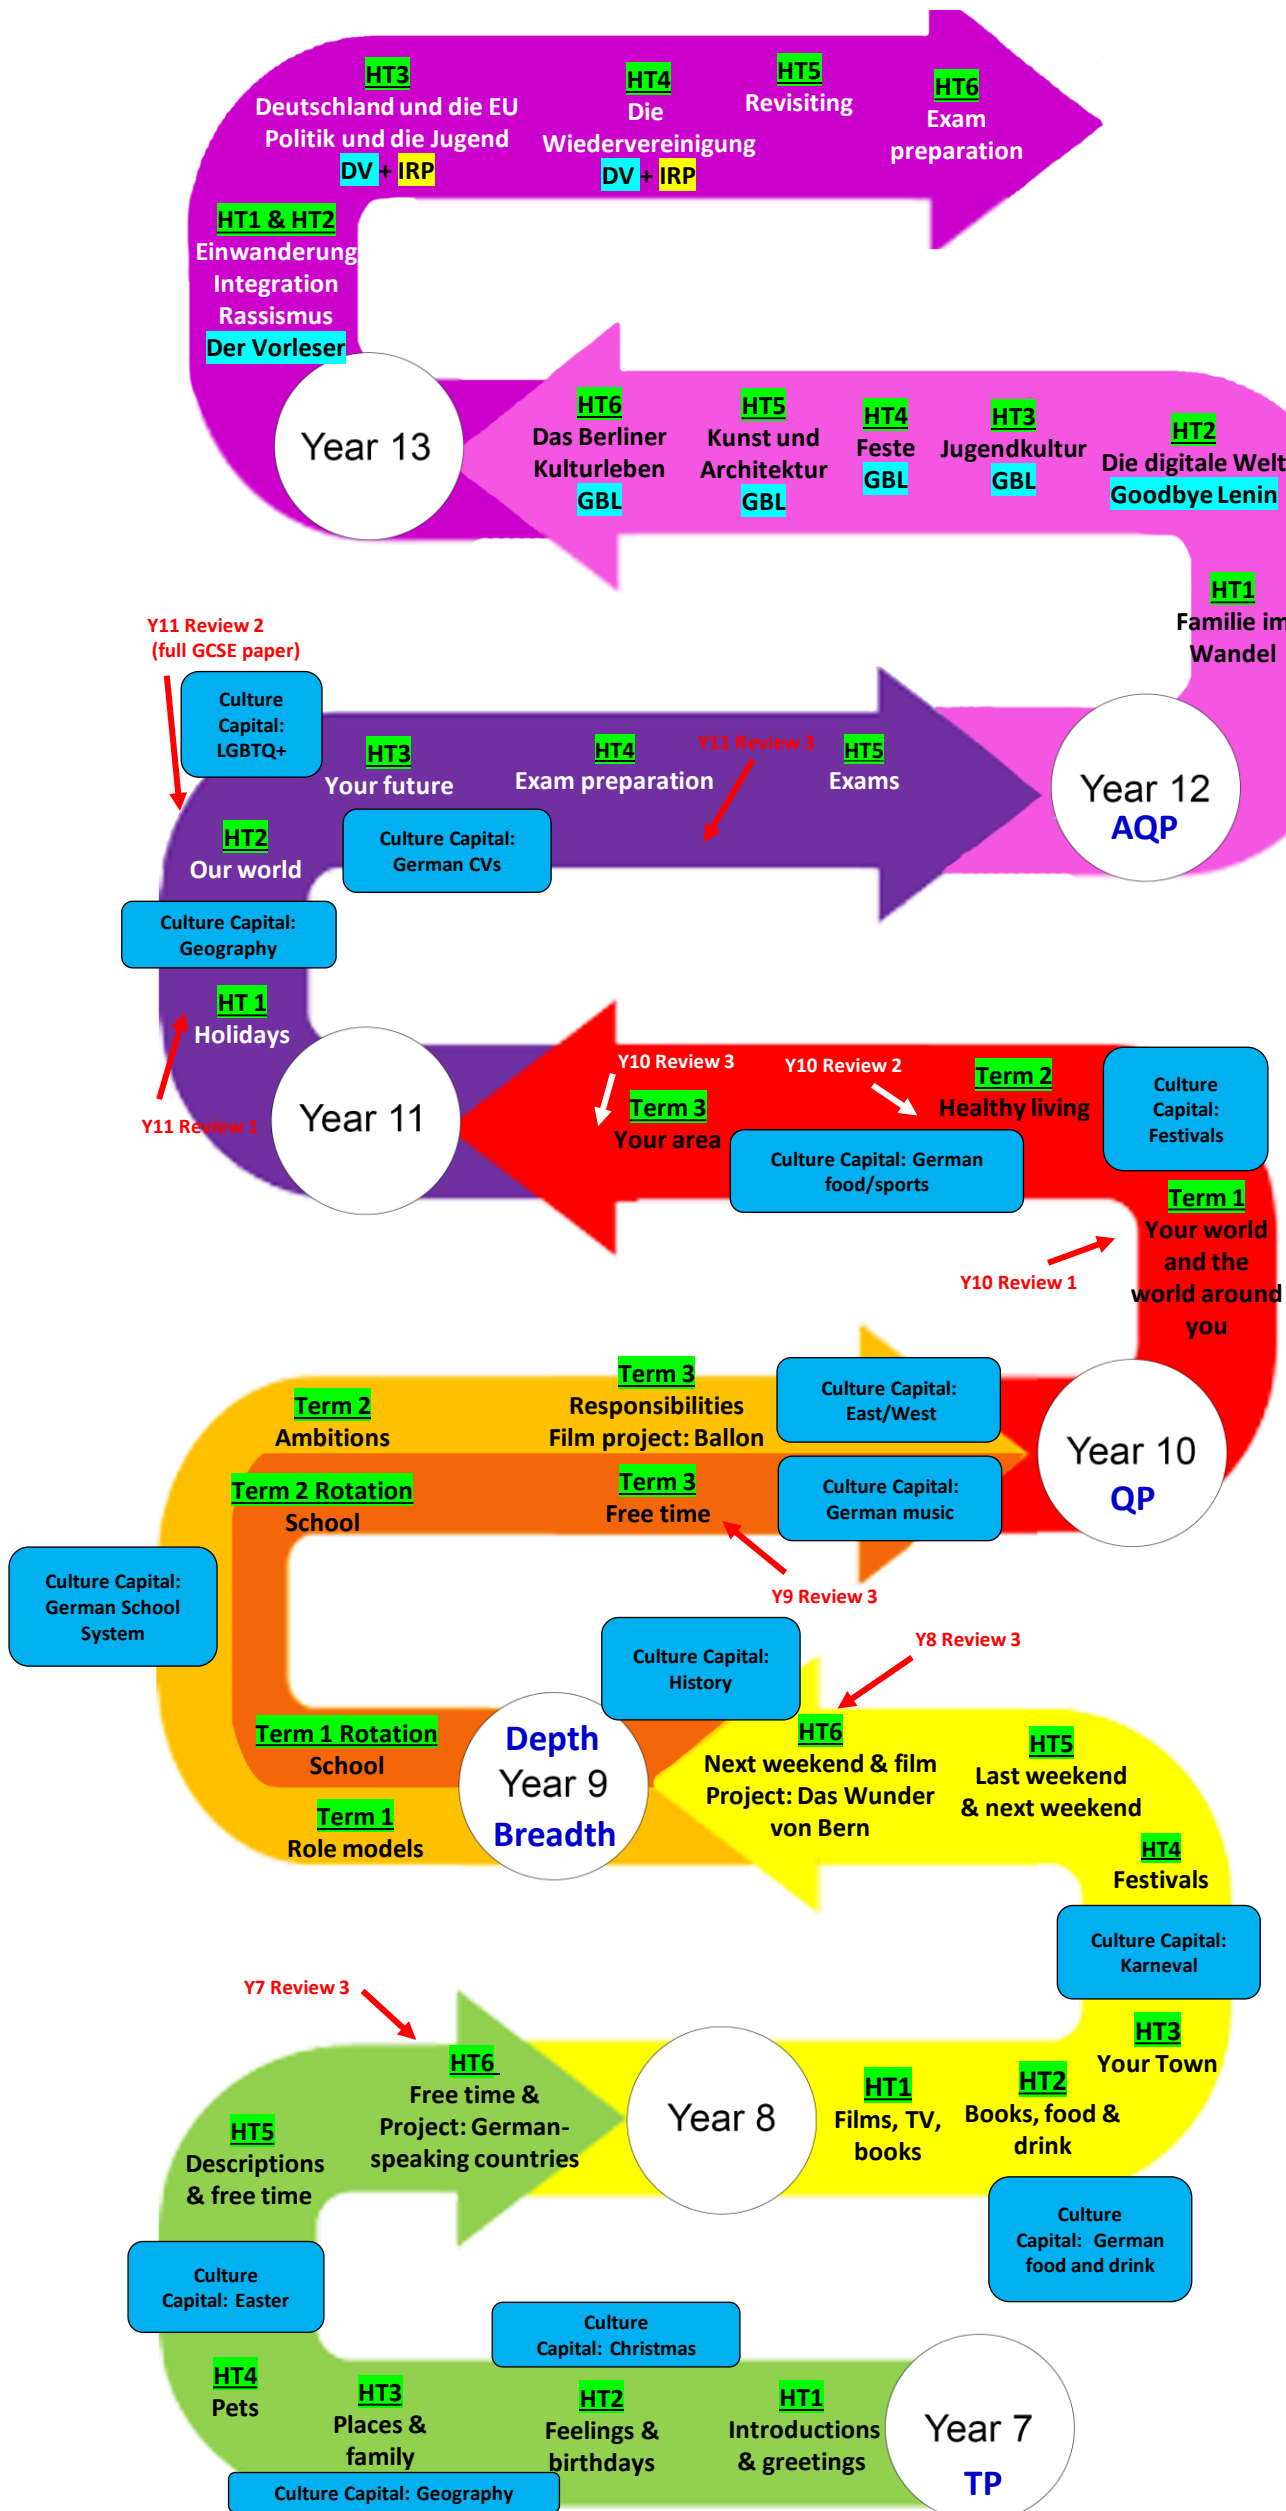 HT3
Deutschland und die EU
Politik und die Jugend
DV + IRP
HT4
Die
Wiedervereinigung
DV + IRP
HT5
Revisiting
HT6
Exam
preparation
HT1 & HT2
Einwanderung
Integration
Rassismus
Der Vorleser
Year 13
HT6
Das Berliner
Kulturleben
GBL
HT5
Kunst und
Architektur
GBL
HT4
Feste
GBL
HT3
Jugendkultur
GBL
HT2
Die digitale Welt
Goodbye Lenin
HT1
Familie im
Wandel
Y11 Review 2
(full GCSE paper)
Culture
Capital:
LGBTQ+
HT3
Your future
HT4
Exam preparation
Y11 Review 3
HT5
Exams
Year 12
AQP
HT2
Our world
Culture Capital:
German CVs
Culture Capital:
Geography
HT 1
Holidays
Y11 Review 1
Year 11
Y10 Review 3
Term 3
Your area
Y10 Review 2
Term 2
Healthy living
Culture Capital: German
food/sports
Culture
Capital:
Festivals
Term 1
Your world
and the
world around
you
Y10 Review 1
Term 2
Ambitions
Term 3
Responsibilities
Film project: Ballon
Culture Capital:
East/West
Year 10
QP
Term 2 Rotation
School
Term 3
Free time
Culture Capital:
German music
Culture Capital:
German School
System
Y9 Review 3
Culture Capital:
History
Y8 Review 3
Term 1 Rotation
School
Term 1
Role models
Depth
Year 9
Breadth
HT6
Next weekend & film
Project: Das Wunder
von Bern
HT5
Last weekend
& next weekend
HT4
Festivals
Culture Capital:
Karneval
Y7 Review 3
HT6
Free time &
Project: German-
speaking countries
Year 8
HT1
Films, TV,
books
HT2
Books, food &
drink
HT3
Your Town
HT5
Descriptions
& free time
Culture
Capital: German
food and drink
Culture
Capital: Easter
Culture
Capital: Christmas
HT4
Pets
HT3
Places &
family
HT2
Feelings &
birthdays
HT1
Introductions
& greetings
Year 7
TP
Culture Capital: Geography